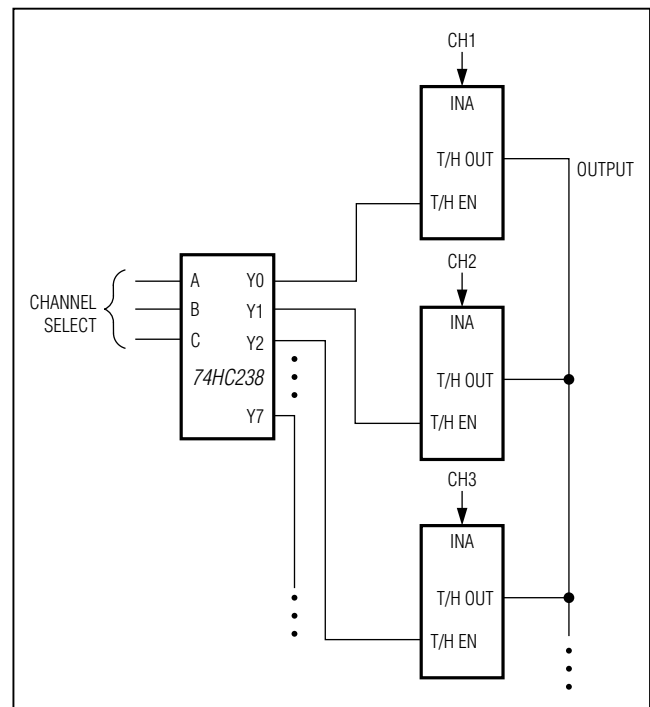 CH1
INA
T/H OUT
OUTPUT
T/H EN
CHANNEL
SELECT
A
B
C
Y0
Y1
Y2
74HC238
Y7
CH2
INA
T/H OUT
T/H EN
CH3
INA
T/H OUT
T/H EN